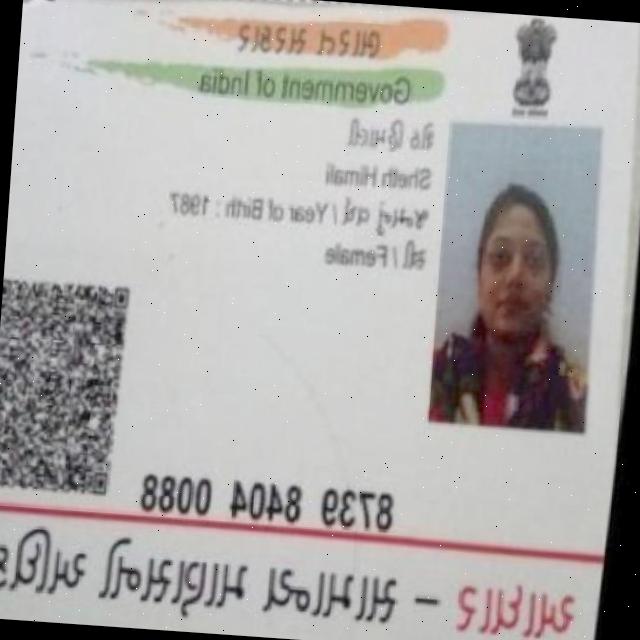 ભારત સરકાર
Government of India
શેઠ હિમાલી
Sheth Himali
જન્મનું વર્ષ / Year of Birth : 1987
સ્ત્રી / Female
8739 8404 0088
આધાર – સામાન્ય માણસનો